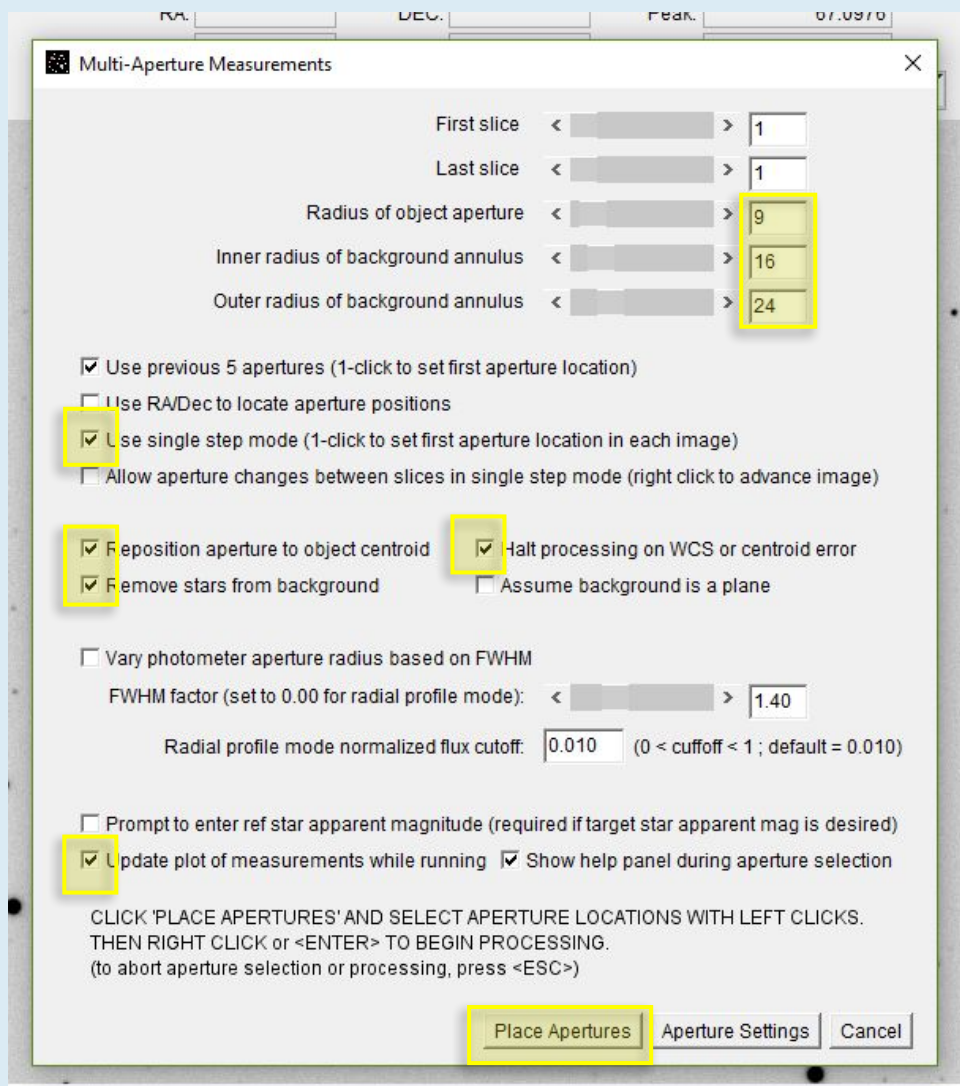 RA: DEC: Peak: 67.0976
Multi-Aperture Measurements
First slice 1
Last slice 1
Radius of object aperture 9
Inner radius of background annulus 16
Outer radius of background annulus 24
Use previous 5 apertures (1-click to set first aperture location)
Use RA/Dec to locate aperture positions
Use single step mode (1-click to set first aperture location in each image)
Allow aperture changes between slices in single step mode (right click to advance image)
Reposition aperture to object centroid Halt processing on WCS or centroid error
Remove stars from background Assume background is a plane
Vary photometer aperture radius based on FWHM
FWHM factor (set to 0.00 for radial profile mode): 1.40
Radial profile mode normalized flux cutoff: 0.010 (0 < cuffoff < 1 ; default = 0.010)
Prompt to enter ref star apparent magnitude (required if target star apparent mag is desired)
Update plot of measurements while running Show help panel during aperture selection
CLICK 'PLACE APERTURES' AND SELECT APERTURE LOCATIONS WITH LEFT CLICKS.
THEN RIGHT CLICK or <ENTER> TO BEGIN PROCESSING.
(to abort aperture selection or processing, press <ESC>)
Place Apertures Aperture Settings Cancel